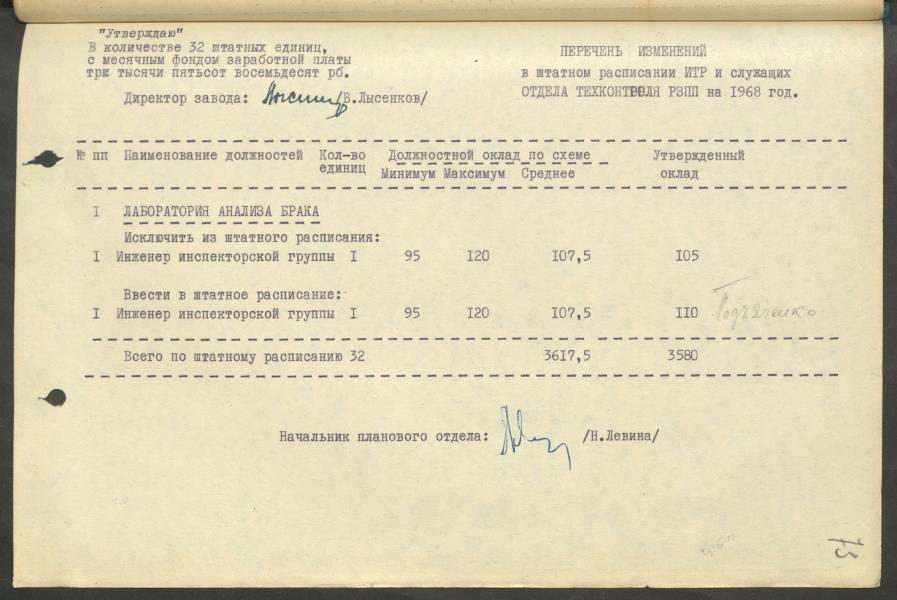 "Утверждаю"
В количестве 32 штатных единиц,
с месячным фондом заработной платы
три тысячи пятьсот восемьдесят рб.
Директор завода: /В.Лысенков/
ПЕРЕЧЕНЬ ИЗМЕНЕНИЙ
в штатном расписании ИТР и служащих
ОТДЕЛА ТЕХКОНТРОЛЯ РЗПП на I968 год.
№ пп Наименование должностей Кол-во единиц Должностной оклад по схеме Утвержденный оклад
Минимум Максимум Среднее
I ЛАБОРАТОРИЯ АНАЛИЗА БРАКА
Исключить из штатного расписания:
I Инженер инспекторской группы I 95 I20 I07,5 I05
Ввести в штатное расписание:
I Инженер инспекторской группы I 95 I20 I07,5 II0 Подъяченко
Всего по штатному расписанию 32 36I7,5 3580
Начальник планового отдела: /Н.Левина/